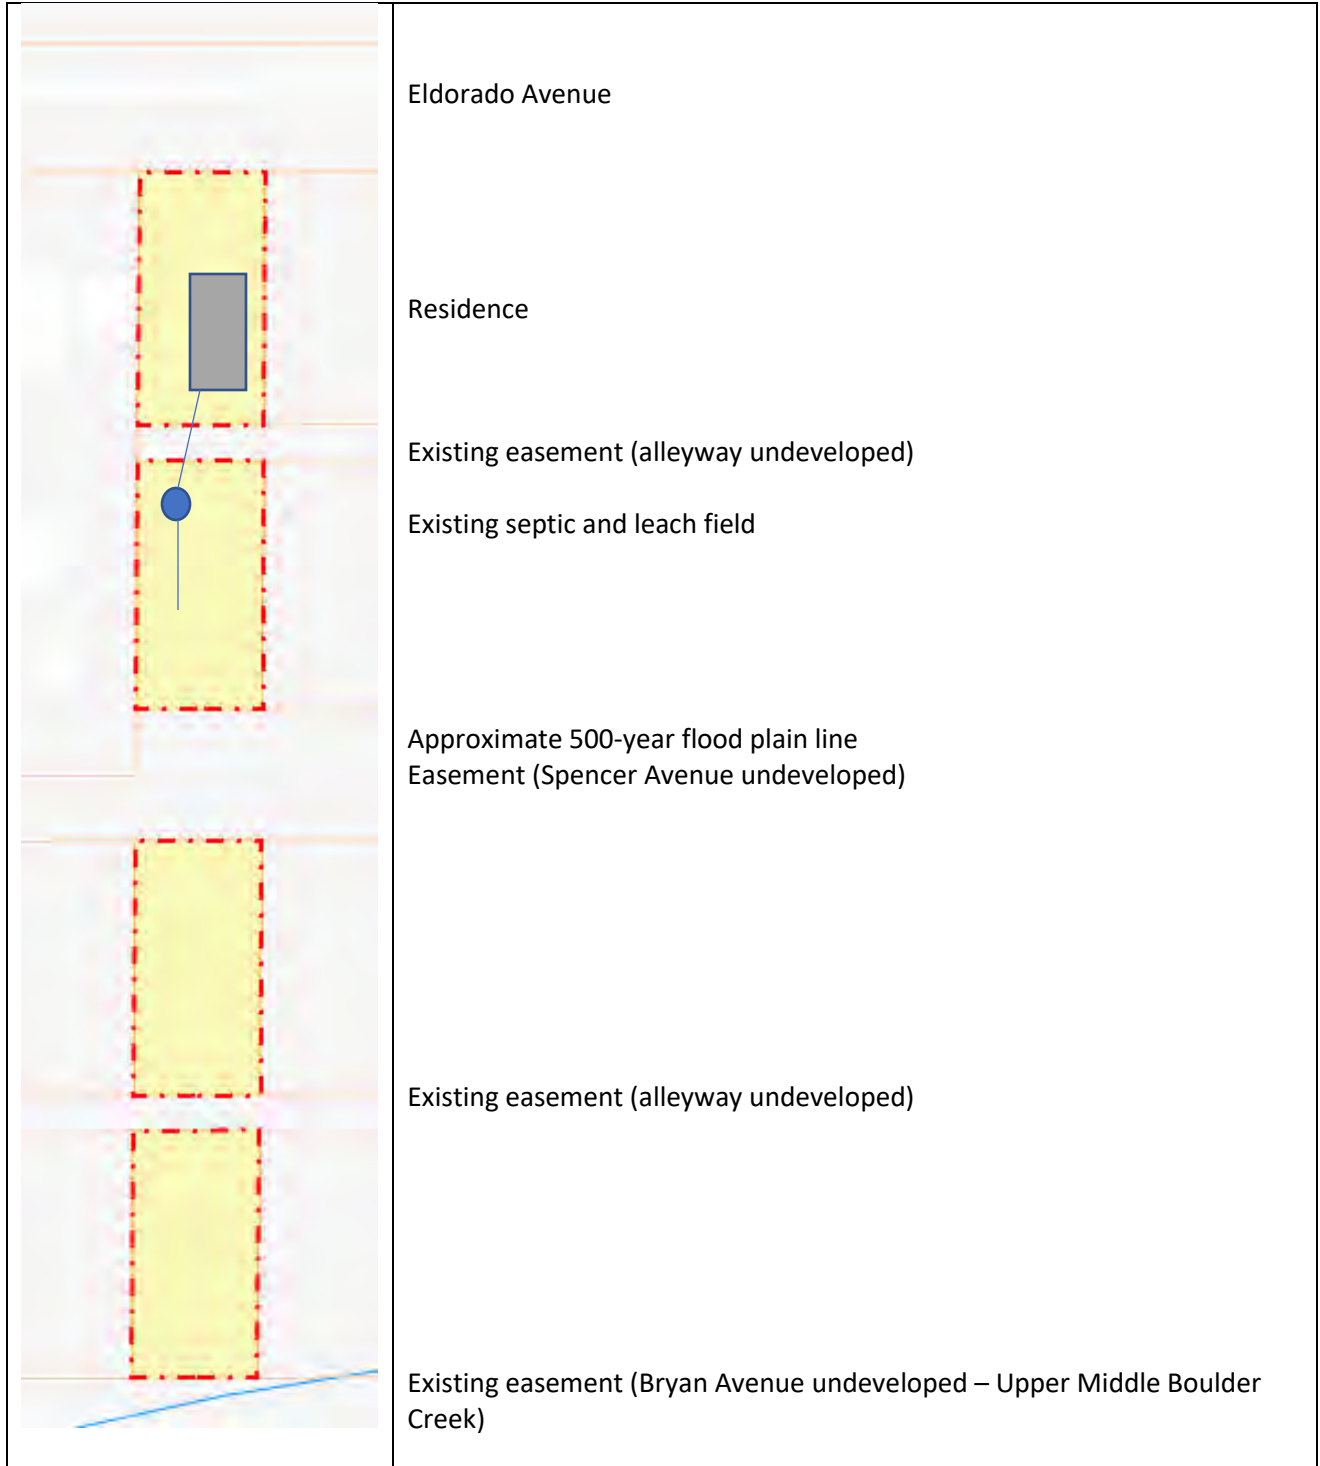 Eldorado Avenue
Residence
Existing easement (alleyway undeveloped)
Existing septic and leach field
Approximate 500-year flood plain line
Easement (Spencer Avenue undeveloped)
Existing easement (alleyway undeveloped)
Existing easement (Bryan Avenue undeveloped – Upper Middle Boulder
Creek)